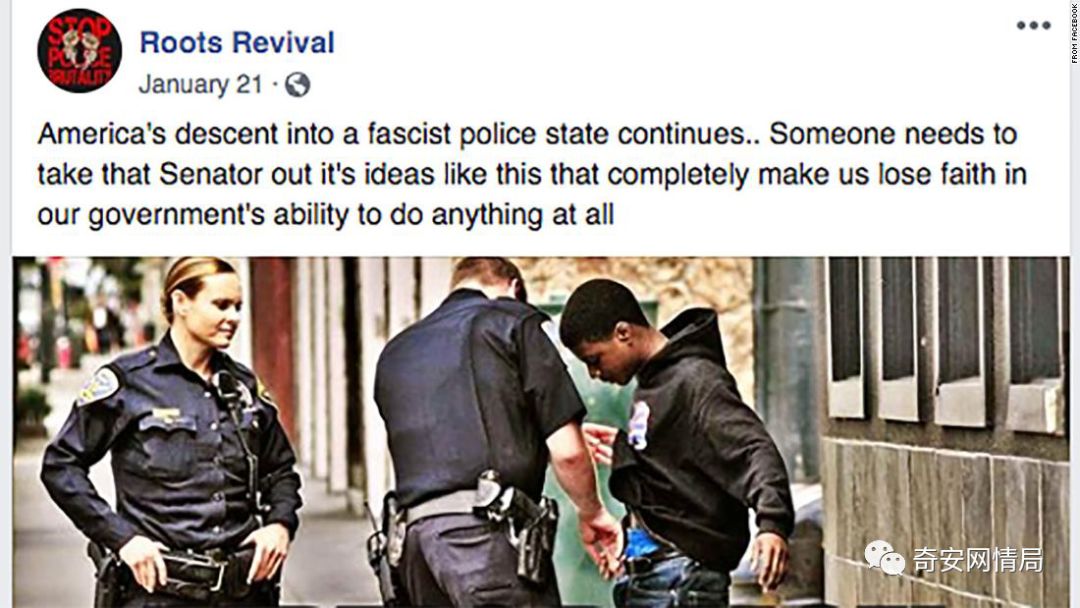 FROM FACEBOOK
STOP
POLICE
BRUTALITY
Roots Revival
January 21 ·
America's descent into a fascist police state continues.. Someone needs to
take that Senator out it's ideas like this that completely make us lose faith in
our government's ability to do anything at all
奇安网情局